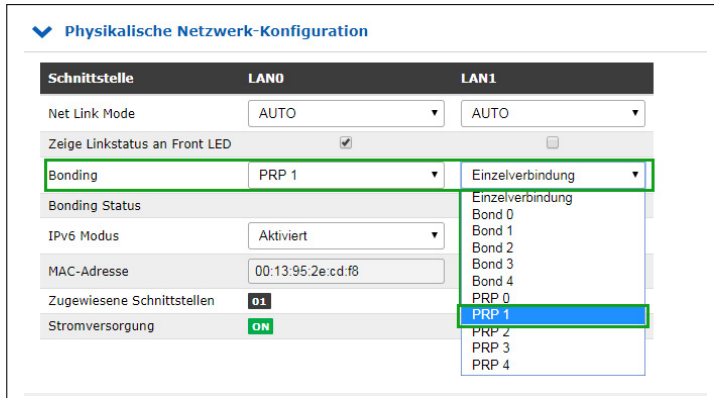 Physikalische Netzwerk-Konfiguration
Schnittstelle LAN0 LAN1
Net Link Mode AUTO AUTO
Zeige Linkstatus an Front LED
Bonding PRP 1 Einzelverbindung
Einzelverbindung
Bonding Status Bond 0
Bond 1
IPv6 Modus Aktiviert Bond 2
Bond 3
MAC-Adresse 00:13:95:2e:cd:f8 Bond 4
Zugewiesene Schnittstellen 01 PRP 0
PRP 1
Stromversorgung ON PRP 2
PRP 3
PRP 4